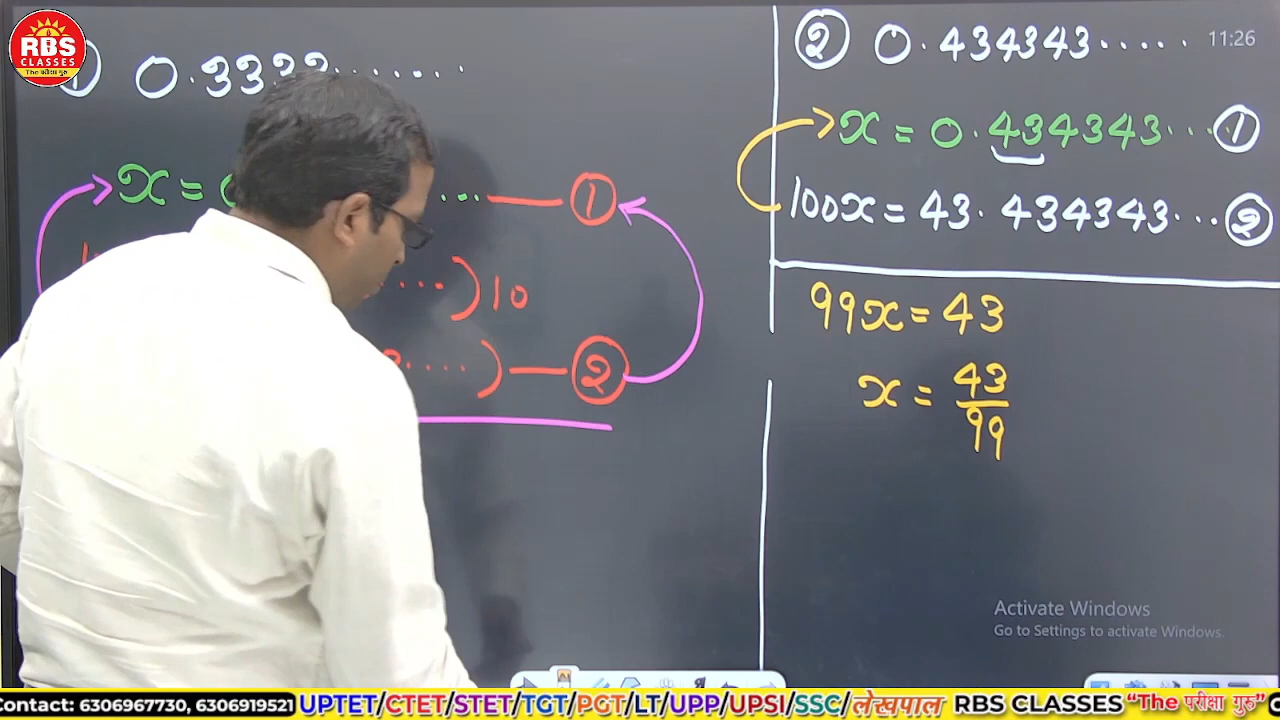 RBS
CLASSES
The परीक्षा गुरु
0.3333.......
x = 0
... — ①
...) 10
....) — ②
② 0.434343.....
11:26
x = 0.434343... ①
100x = 43.434343... ②
99x = 43
x = 43/99
Activate Windows
Go to Settings to activate Windows.
Contact: 6306967730, 6306919521 UPTET/CTET/STET/TGT/PGT/LT/UPP/UPSI/SSC/लेखपाल RBS CLASSES "The परीक्षा गुरु"